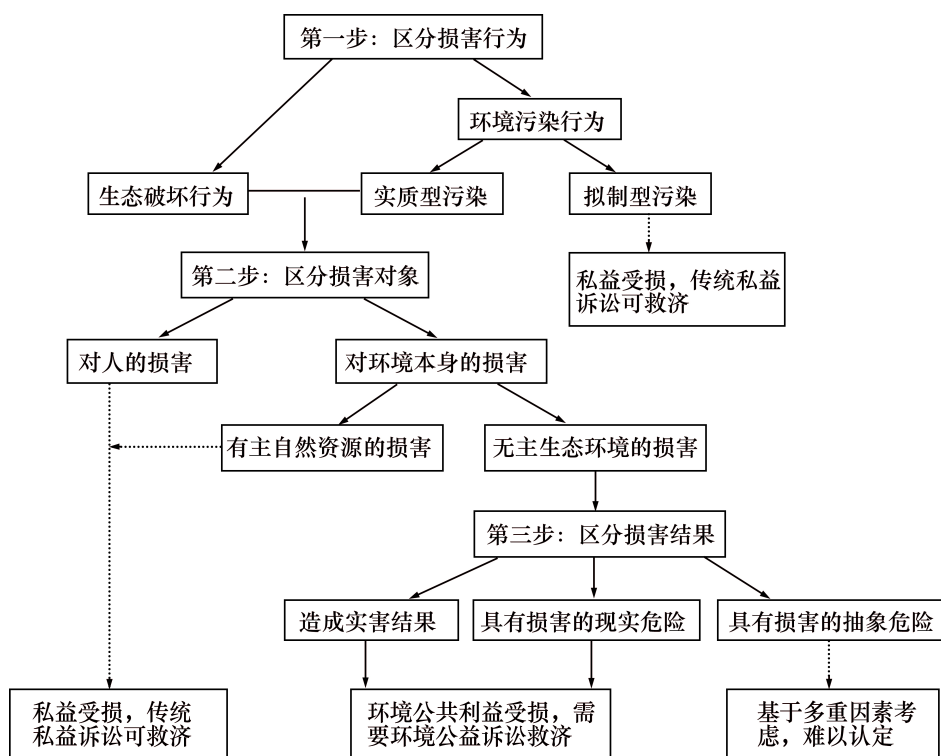 第一步：区分损害行为
环境污染行为
生态破坏行为
实质型污染
拟制型污染
第二步：区分损害对象
私益受损，传统私益
诉讼可救济
对人的损害
对环境本身的损害
有主自然资源的损害
无主生态环境的损害
第三步：区分损害结果
造成实害结果
具有损害的现实危险
具有损害的抽象危险
私益受损，传统
私益诉讼可救济
环境公共利益受损，需
要环境公益诉讼救济
基于多重因素考
虑，难以认定